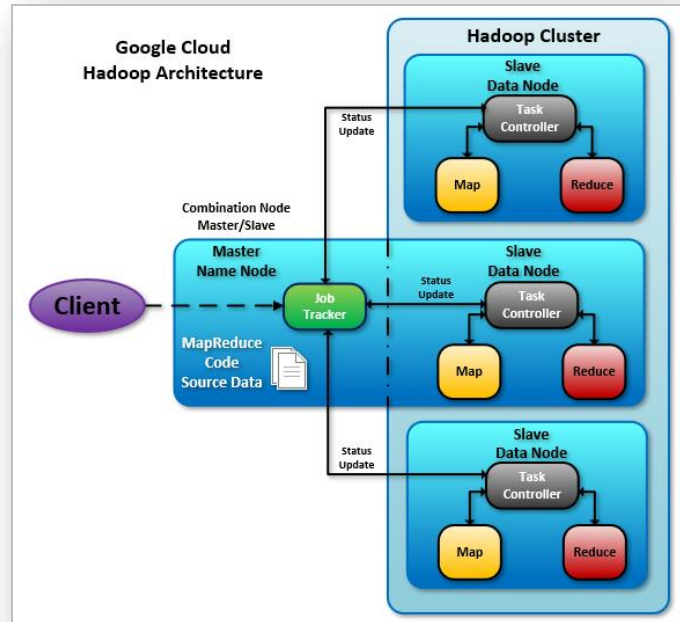 Google Cloud
Hadoop Architecture
Hadoop Cluster
Slave
Data Node
Task
Controller
Status
Update
Map
Reduce
Combination Node
Master/Slave
Master
Name Node
Slave
Data Node
Client
Job
Tracker
Status
Update
Task
Controller
MapReduce
Code
Source Data
Map
Reduce
Slave
Data Node
Status
Update
Task
Controller
Map
Reduce